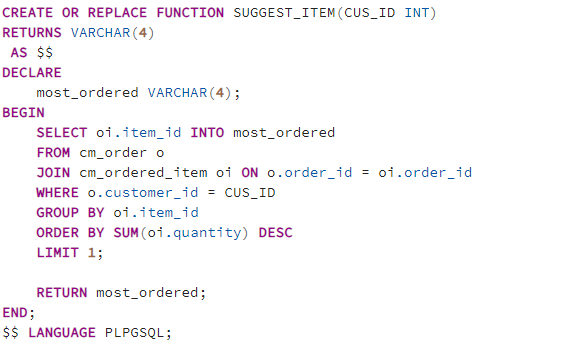 CREATE OR REPLACE FUNCTION SUGGEST_ITEM(CUS_ID INT)
RETURNS VARCHAR(4)
 AS $$
DECLARE
    most_ordered VARCHAR(4);
BEGIN
    SELECT oi.item_id INTO most_ordered
    FROM cm_order o
    JOIN cm_ordered_item oi ON o.order_id = oi.order_id
    WHERE o.customer_id = CUS_ID
    GROUP BY oi.item_id
    ORDER BY SUM(oi.quantity) DESC
    LIMIT 1;

    RETURN most_ordered;
END;
$$ LANGUAGE PLPGSQL;